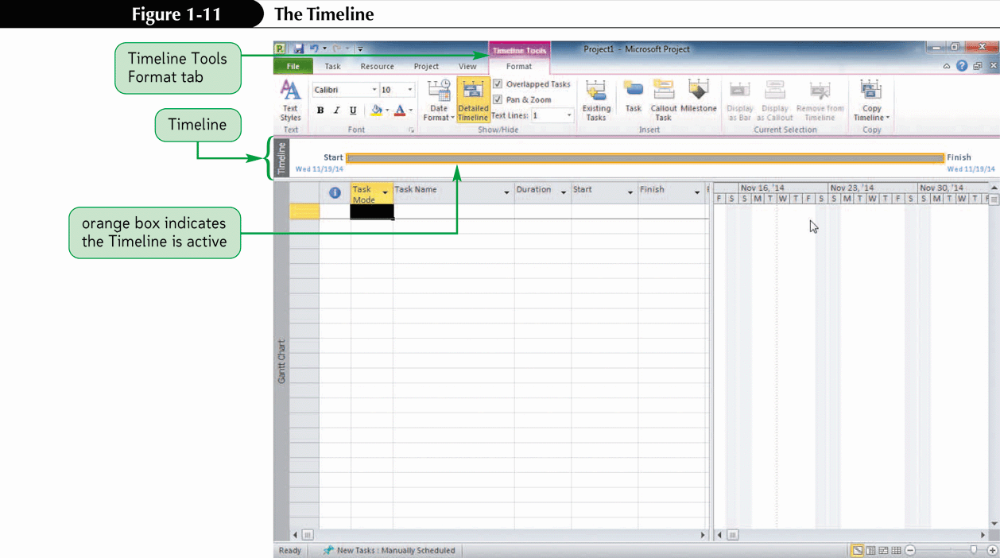 Figure 1-11 The Timeline
Timeline Tools
Format tab
Timeline
orange box indicates
the Timeline is active
Timeline Tools
Project1 - Microsoft Project
File Task Resource Project View Format
Text
Styles
Text
Calibri 10
B I U A
Font
Date
Format
Detailed
Timeline
Overlapped Tasks
Pan & Zoom
Text Lines: 1
Show/Hide
Existing
Tasks
Task
Callout
Task
Milestone
Insert
Display
as Bar
Display
as Callout
Remove from
Timeline
Current Selection
Copy
Timeline
Copy
Timeline
Start
Wed 11/19/14
Finish
Wed 11/19/14
Task
Mode
Task Name Duration Start Finish
Nov 16, '14 Nov 23, '14 Nov 30, '14
F S S M T W T F S S M T W T F S S M T W T F
Gantt Chart
Ready New Tasks : Manually Scheduled